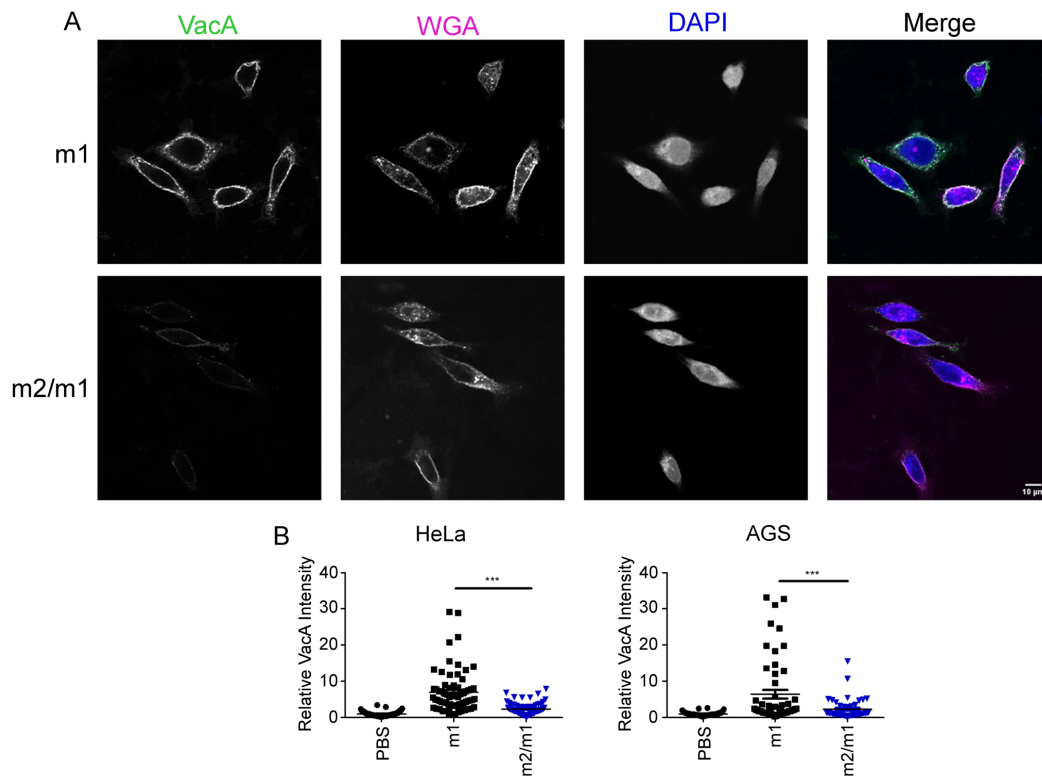 A
VacA WGA DAPI Merge
m1
m2/m1
10 µm
B
HeLa AGS
Relative VacA Intensity
40
30
20
10
0
***
PBS m1 m2/m1
Relative VacA Intensity
40
30
20
10
0
***
PBS m1 m2/m1